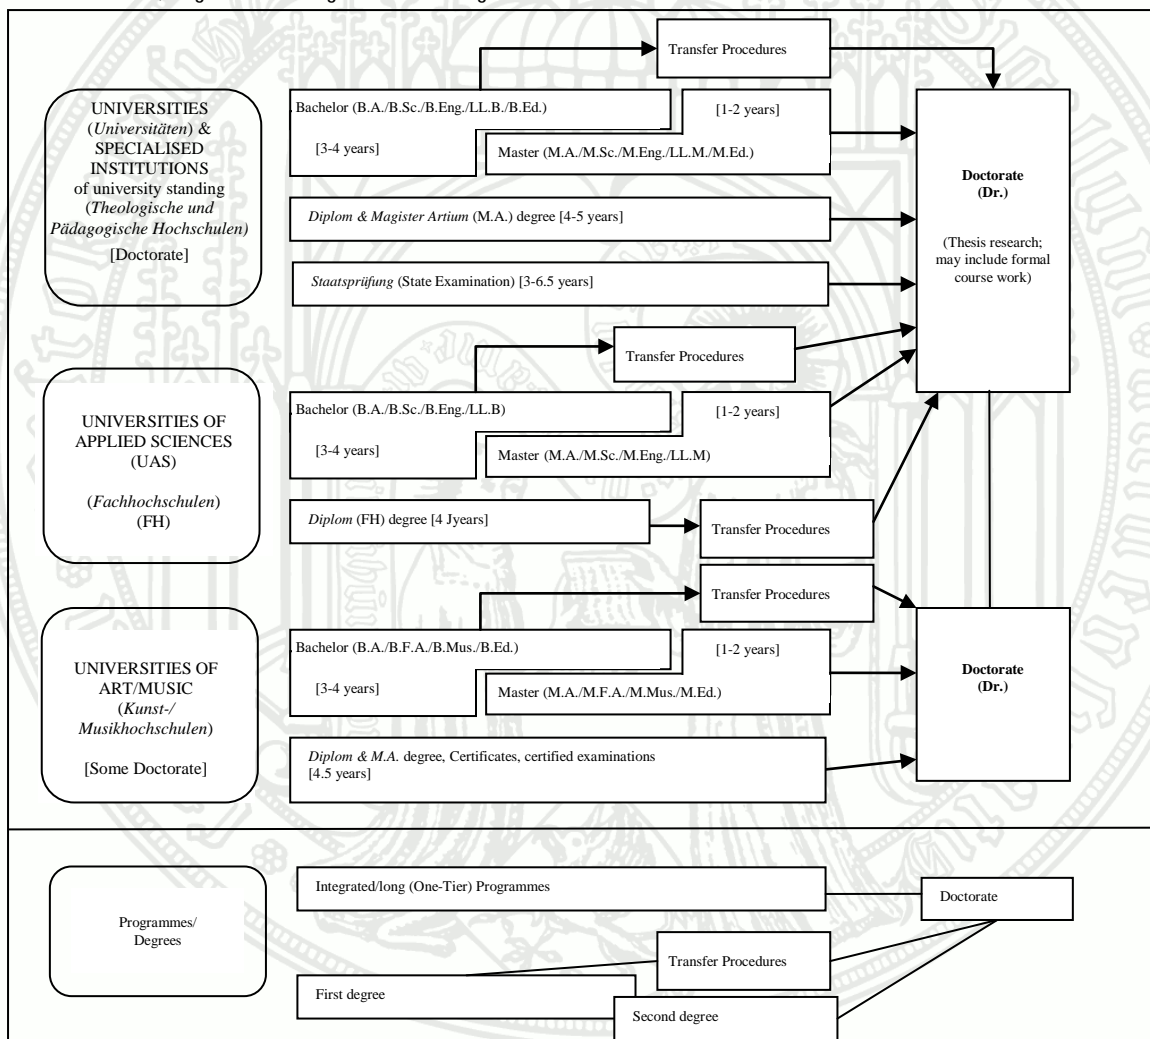 Transfer Procedures
UNIVERSITIES
(Universitäten) &
SPECIALISED
INSTITUTIONS
of university standing
(Theologische und
Pädagogische Hochschulen)
[Doctorate]
Bachelor (B.A./B.Sc./B.Eng./LL.B./B.Ed.)
[3-4 years]
[1-2 years]
Master (M.A./M.Sc./M.Eng./LL.M./M.Ed.)
Diplom & Magister Artium (M.A.) degree [4-5 years]
Staatsprüfung (State Examination) [3-6.5 years]
Doctorate
(Dr.)
(Thesis research;
may include formal
course work)
Transfer Procedures
UNIVERSITIES OF
APPLIED SCIENCES
(UAS)
(Fachhochschulen)
(FH)
Bachelor (B.A./B.Sc./B.Eng./LL.B)
[3-4 years]
[1-2 years]
Master (M.A./M.Sc./M.Eng./LL.M)
Diplom (FH) degree [4 Jyears]
Transfer Procedures
Transfer Procedures
UNIVERSITIES OF
ART/MUSIC
(Kunst-/
Musikhochschulen)
[Some Doctorate]
Bachelor (B.A./B.F.A./B.Mus./B.Ed.)
[3-4 years]
[1-2 years]
Master (M.A./M.F.A./M.Mus./M.Ed.)
Diplom & M.A. degree, Certificates, certified examinations
[4.5 years]
Doctorate
(Dr.)
Programmes/
Degrees
Integrated/long (One-Tier) Programmes
Doctorate
Transfer Procedures
First degree
Second degree